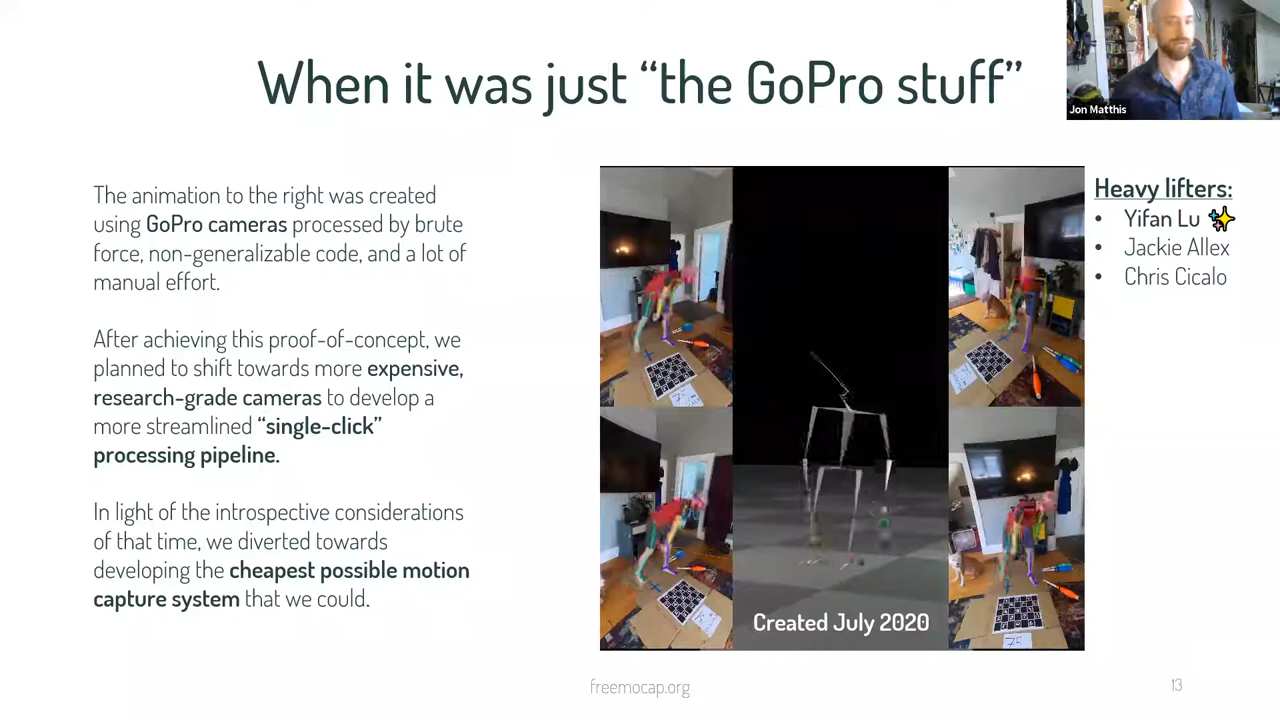 When it was just “the GoPro stuff”
Jon Matthis
The animation to the right was created
using GoPro cameras processed by brute
force, non-generalizable code, and a lot of
manual effort.
After achieving this proof-of-concept, we
planned to shift towards more expensive,
research-grade cameras to develop a
more streamlined “single-click”
processing pipeline.
In light of the introspective considerations
of that time, we diverted towards
developing the cheapest possible motion
capture system that we could.
Created July 2020
Heavy lifters:
• Yifan Lu ✨
• Jackie Allex
• Chris Cicalo
freemocap.org
13